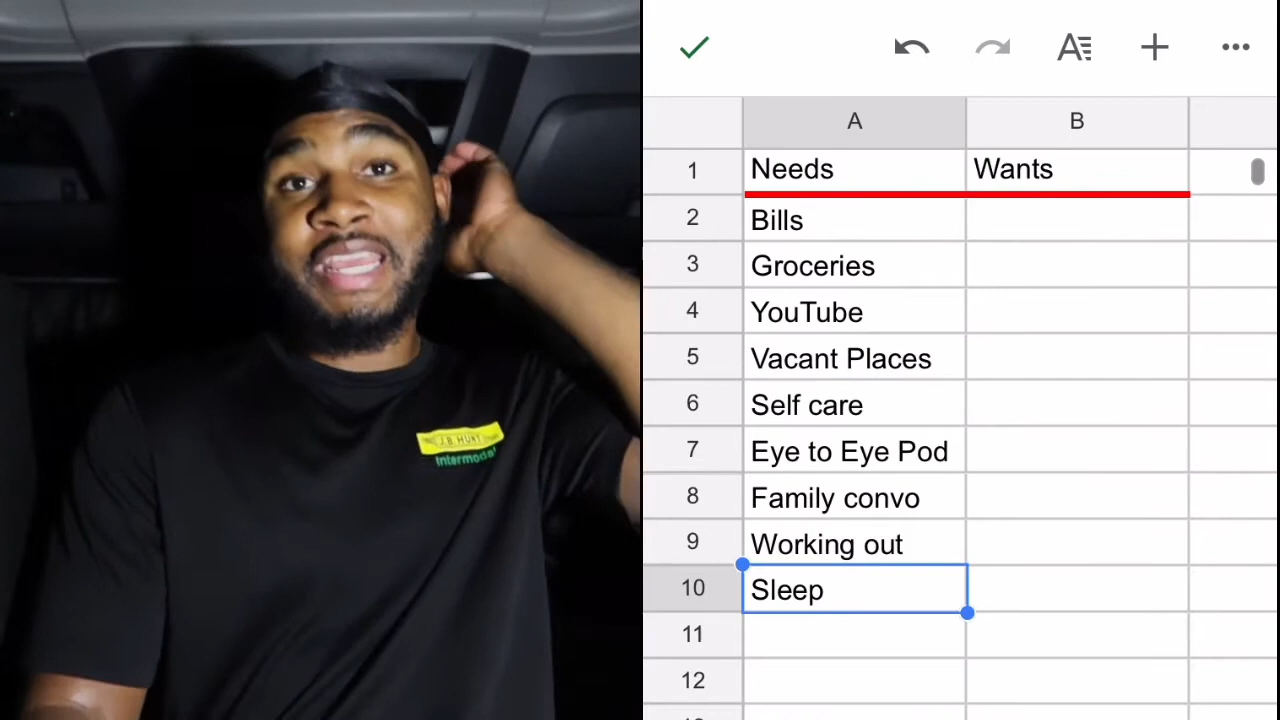 J.B. HUNT
Intermodal
A B
1 Needs Wants
2 Bills
3 Groceries
4 YouTube
5 Vacant Places
6 Self care
7 Eye to Eye Pod
8 Family convo
9 Working out
10 Sleep
11
12